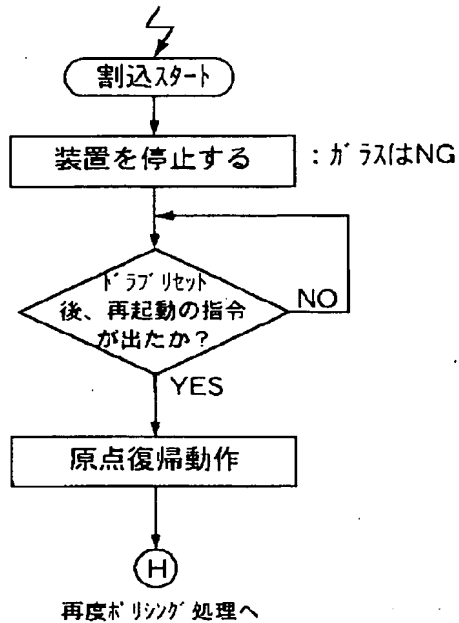 割込スタート
装置を停止する :ガラスはNG
ドラブリセット
後、再起動の指令
が出たか?
NO
YES
原点復帰動作
H
再度ポリシング処理へ